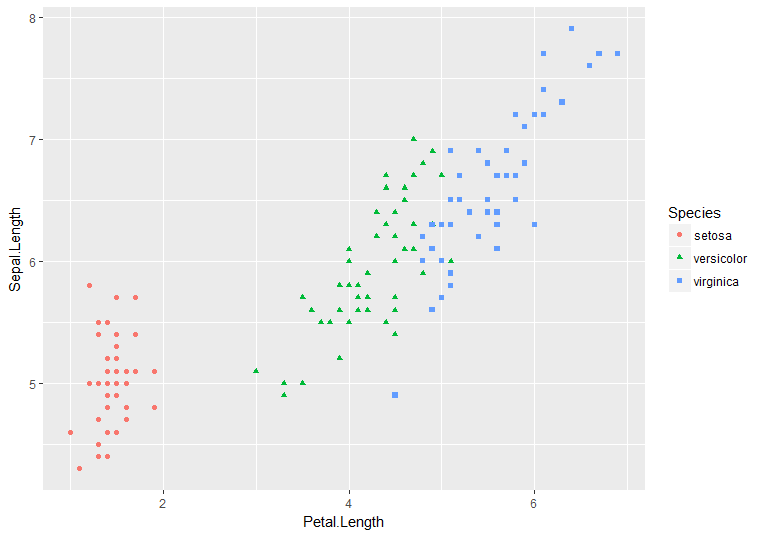 8
7
6
5
Sepal.Length
2
4
6
Petal.Length
Species
setosa
versicolor
virginica